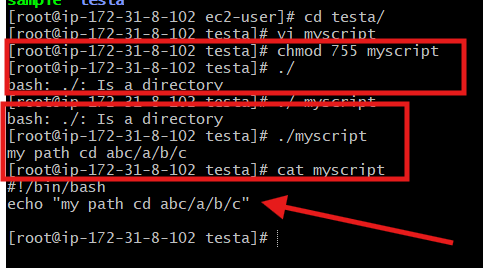 sample  testa
[root@ip-172-31-8-102 ec2-user]# cd testa/
[root@ip-172-31-8-102 testa]# vi myscript
[root@ip-172-31-8-102 testa]# chmod 755 myscript
[root@ip-172-31-8-102 testa]# ./
bash: ./: Is a directory
[root@ip-172-31-8-102 testa]# ./ myscript
bash: ./: Is a directory
[root@ip-172-31-8-102 testa]# ./myscript
my path cd abc/a/b/c
[root@ip-172-31-8-102 testa]# cat myscript
#!/bin/bash
echo "my path cd abc/a/b/c"
[root@ip-172-31-8-102 testa]#